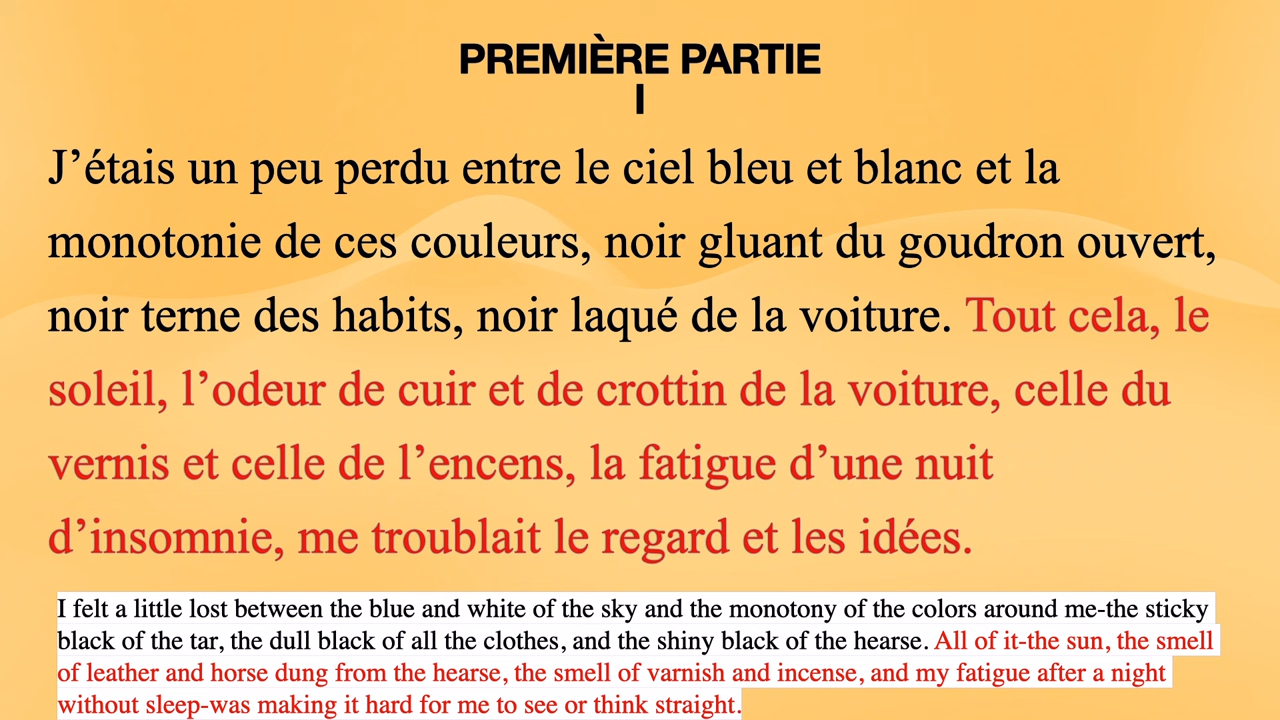 PREMIÈRE PARTIE
I
J’étais un peu perdu entre le ciel bleu et blanc et la
monotonie de ces couleurs, noir gluant du goudron ouvert,
noir terne des habits, noir laqué de la voiture. Tout cela, le
soleil, l’odeur de cuir et de crottin de la voiture, celle du
vernis et celle de l’encens, la fatigue d’une nuit
d’insomnie, me troublait le regard et les idées.
I felt a little lost between the blue and white of the sky and the monotony of the colors around me-the sticky
black of the tar, the dull black of all the clothes, and the shiny black of the hearse. All of it-the sun, the smell
of leather and horse dung from the hearse, the smell of varnish and incense, and my fatigue after a night
without sleep-was making it hard for me to see or think straight.